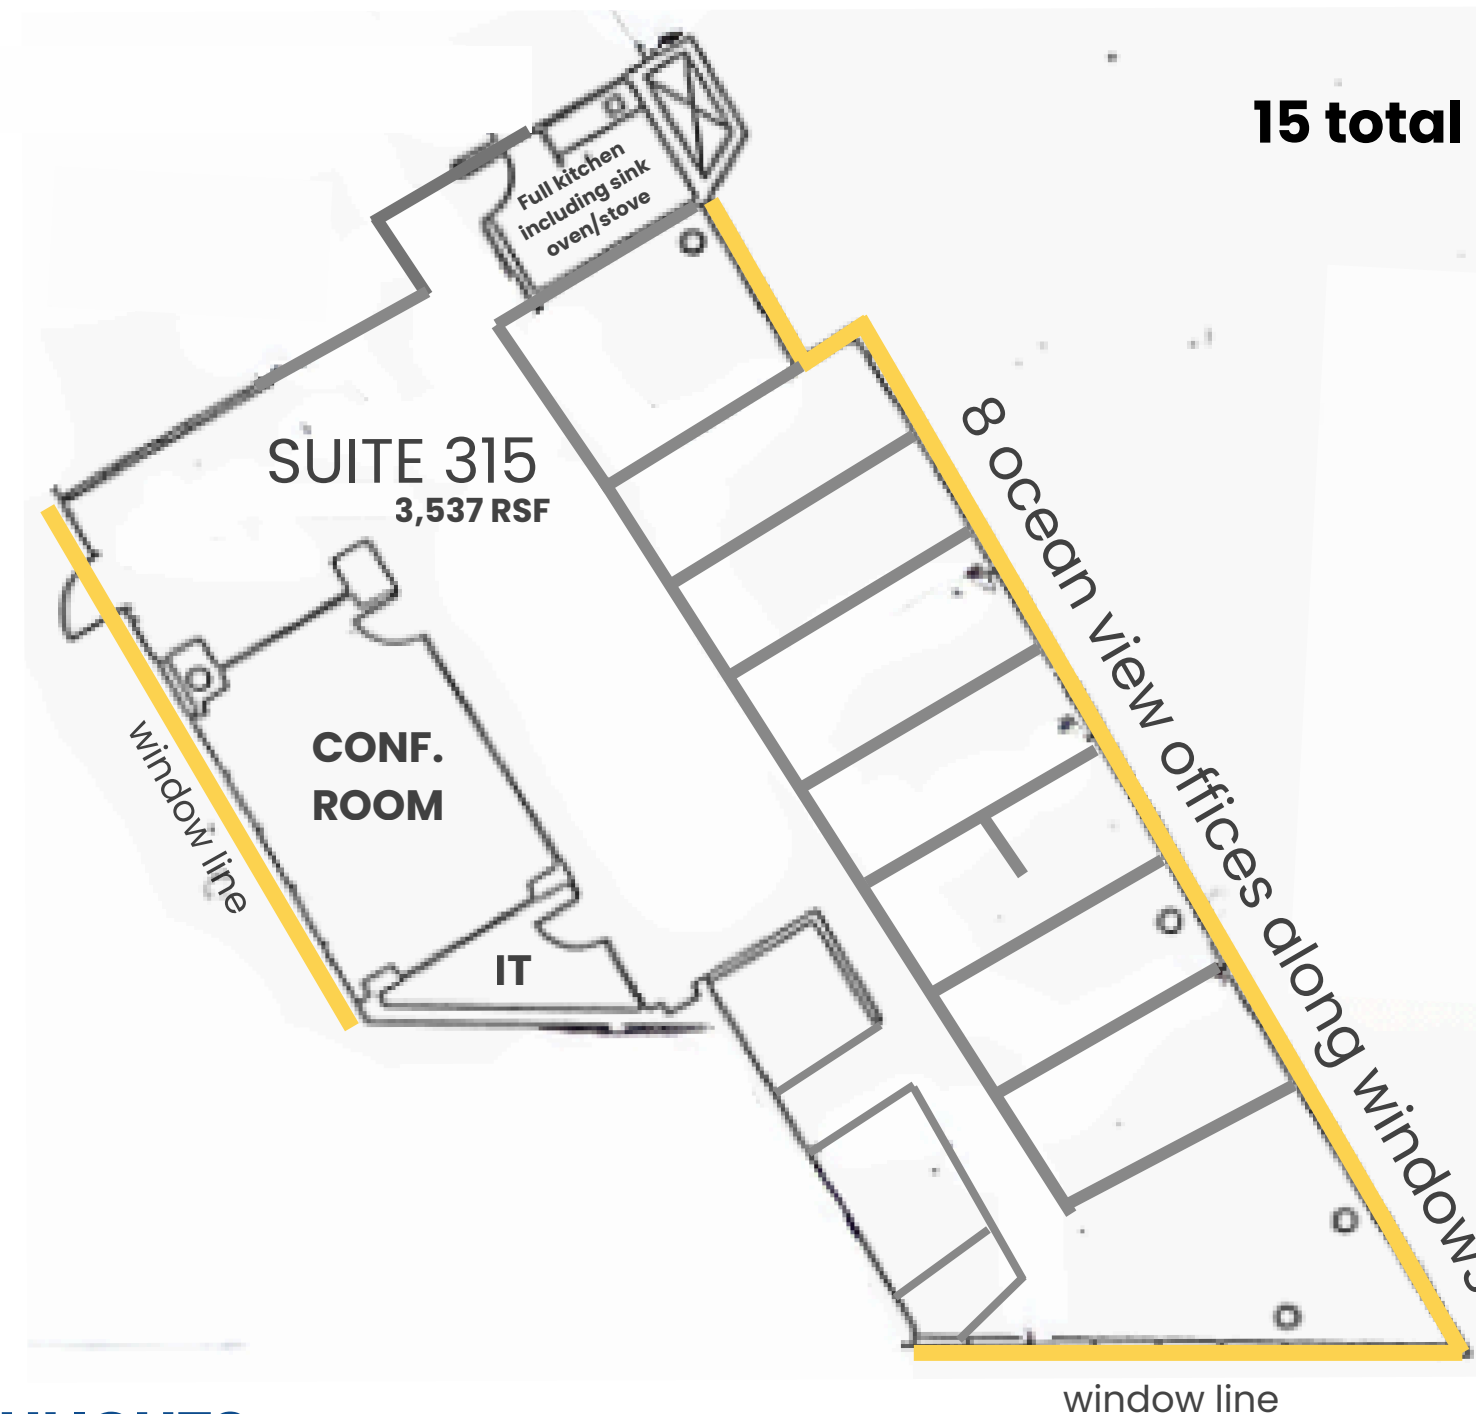 15 total
Full kitchen
including sink
oven/stove
SUITE 315
3,537 RSF
8 ocean view offices along windows
CONF.
ROOM
window line
IT
window line